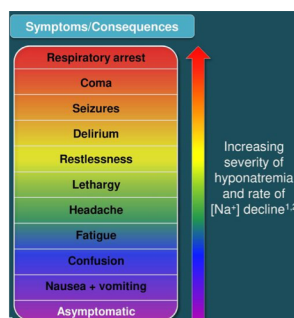 Symptoms/Consequences
Respiratory arrest
Coma
Seizures
Delirium
Restlessness
Lethargy
Headache
Fatigue
Confusion
Nausea + vomiting
Asymptomatic
Increasing
severity of
hyponatremia
and rate of
[Na⁺] decline¹,²